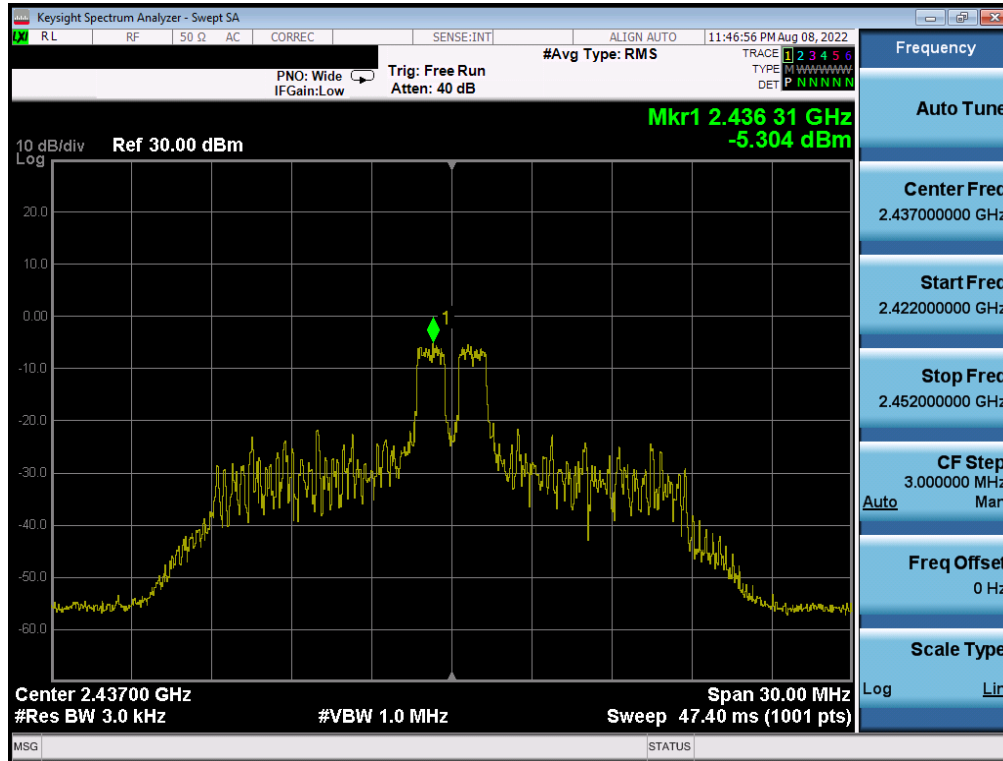 Keysight Spectrum Analyzer - Swept SA
LXI RL RF 50 Ω AC CORREC SENSE:INT ALIGN AUTO 11:46:56 PM Aug 08, 2022
#Avg Type: RMS
TRACE 1 2 3 4 5 6
PNO: Wide Trig: Free Run TYPE M WWWWW
IFGain:Low Atten: 40 dB DET P N N N N N
Mkr1 2.436 31 GHz
-5.304 dBm
10 dB/div Ref 30.00 dBm
Log
20.0
10.0
0.00
1
-10.0
-20.0
-30.0
-40.0
-50.0
-60.0
Center 2.43700 GHz Span 30.00 MHz
#Res BW 3.0 kHz #VBW 1.0 MHz Sweep 47.40 ms (1001 pts)
MSG STATUS
Frequency
Auto Tune
Center Freq
2.437000000 GHz
Start Freq
2.422000000 GHz
Stop Freq
2.452000000 GHz
CF Step
3.000000 MHz
Auto Man
Freq Offset
0 Hz
Scale Type
Log Lin